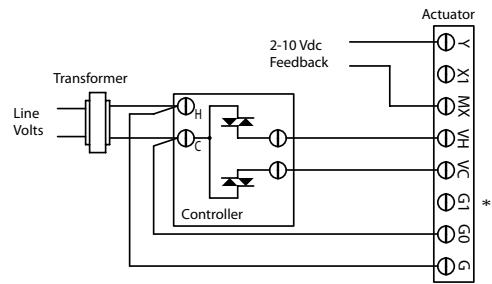 Actuator
2-10 Vdc
Feedback
Transformer
Line
Volts
H
C
Controller
Y
X1
MX
VH
VC
G1
*
G0
G